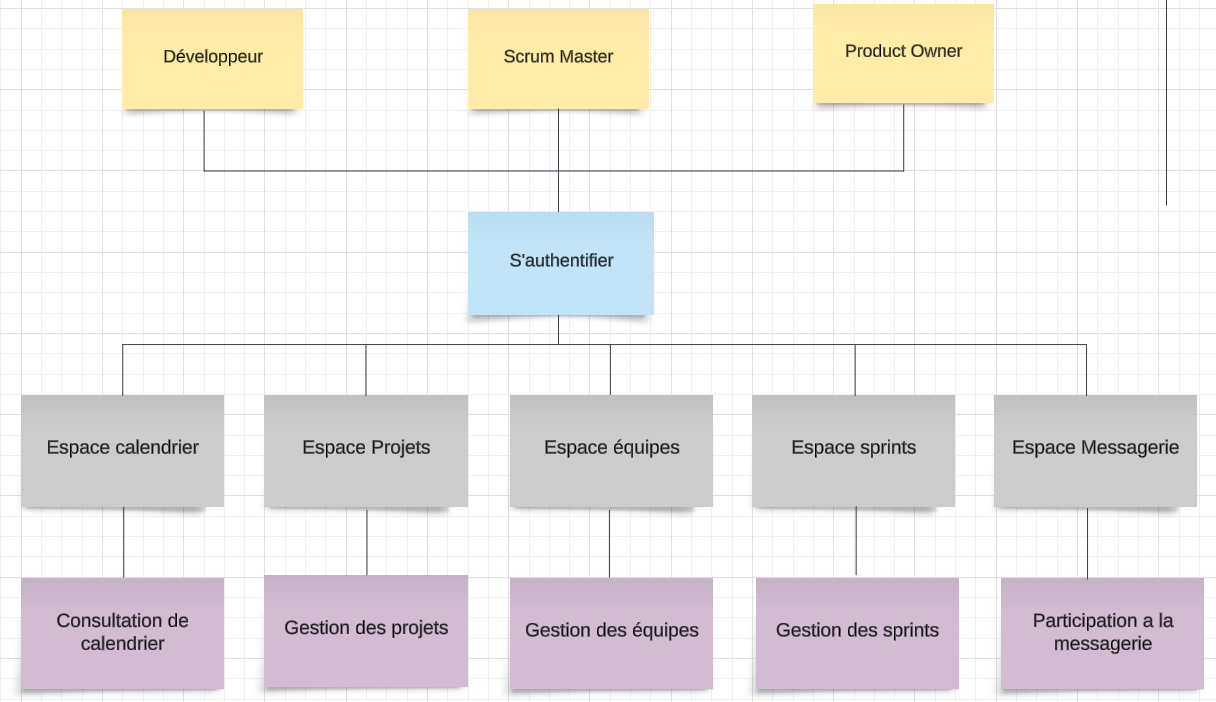 Développeur
Scrum Master
Product Owner
S'authentifier
Espace calendrier
Espace Projets
Espace équipes
Espace sprints
Espace Messagerie
Consultation de
calendrier
Gestion des projets
Gestion des équipes
Gestion des sprints
Participation a la
messagerie